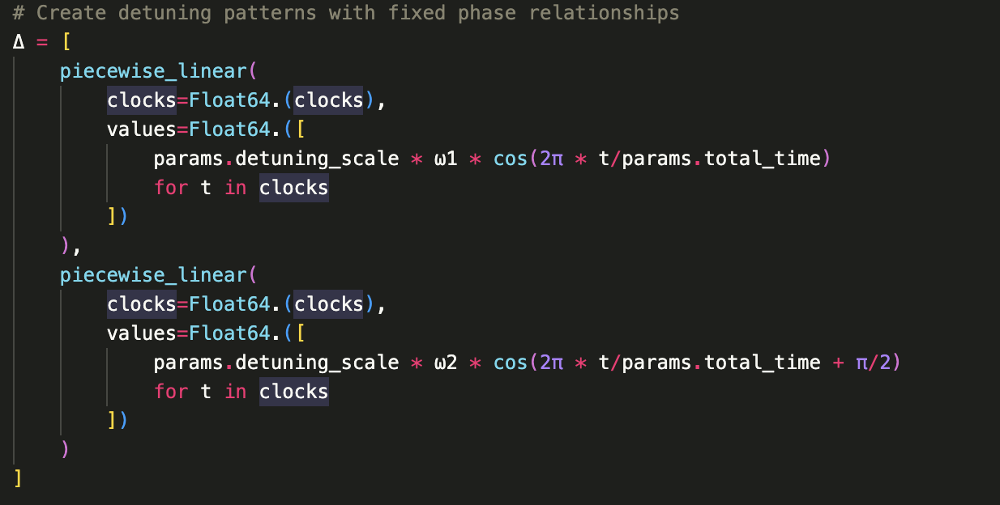 # Create detuning patterns with fixed phase relationships
Δ = [
    piecewise_linear(
        clocks=Float64.(clocks),
        values=Float64.([
            params.detuning_scale * ω1 * cos(2π * t/params.total_time)
            for t in clocks
        ])
    ),
    piecewise_linear(
        clocks=Float64.(clocks),
        values=Float64.([
            params.detuning_scale * ω2 * cos(2π * t/params.total_time + π/2)
            for t in clocks
        ])
    )
]